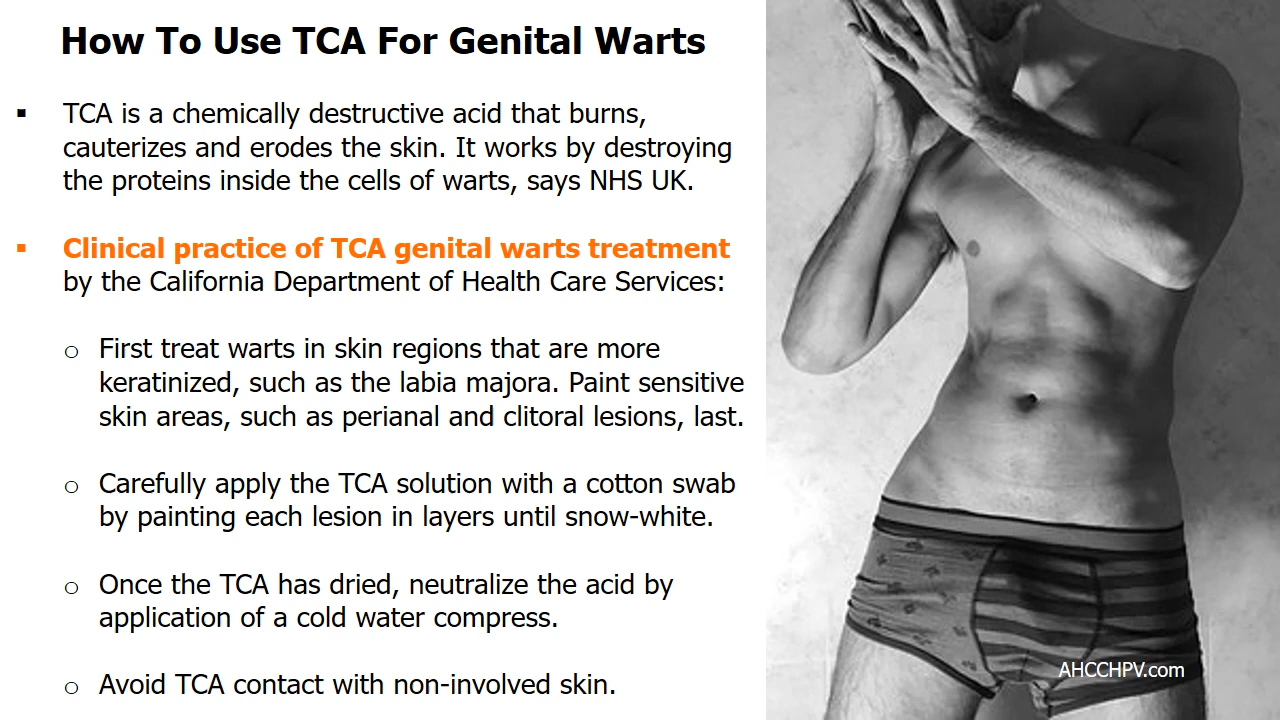 How To Use TCA For Genital Warts
▪ TCA is a chemically destructive acid that burns,
cauterizes and erodes the skin. It works by destroying
the proteins inside the cells of warts, says NHS UK.
▪ Clinical practice of TCA genital warts treatment
by the California Department of Health Care Services:
o First treat warts in skin regions that are more
keratinized, such as the labia majora. Paint sensitive
skin areas, such as perianal and clitoral lesions, last.
o Carefully apply the TCA solution with a cotton swab
by painting each lesion in layers until snow-white.
o Once the TCA has dried, neutralize the acid by
application of a cold water compress.
o Avoid TCA contact with non-involved skin.
AHCCHPV.com